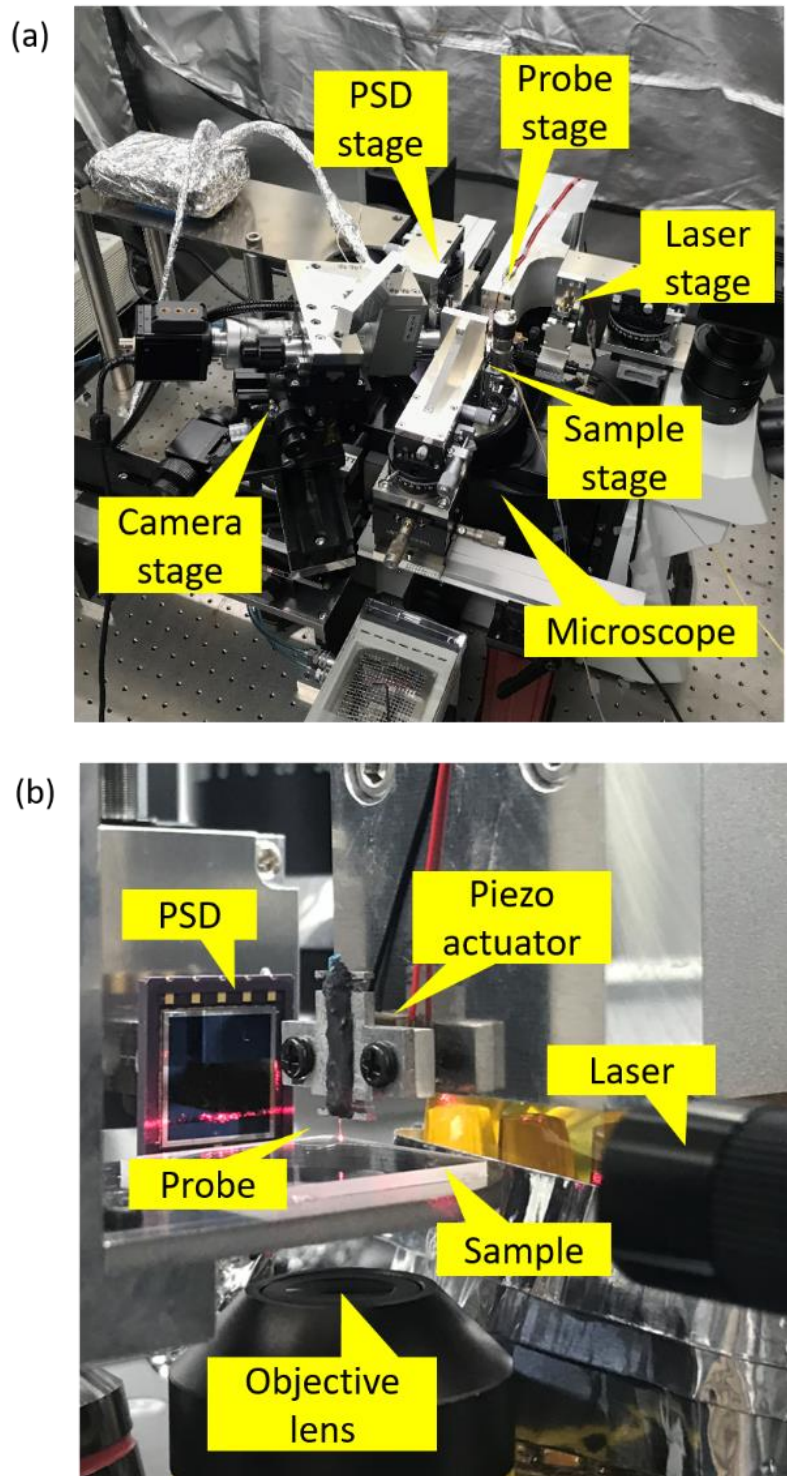 (a)
PSD
stage
Probe
stage
Laser
stage
Sample
stage
Camera
stage
Microscope
(b)
PSD
Piezo
actuator
Laser
Probe
Sample
Objective
lens